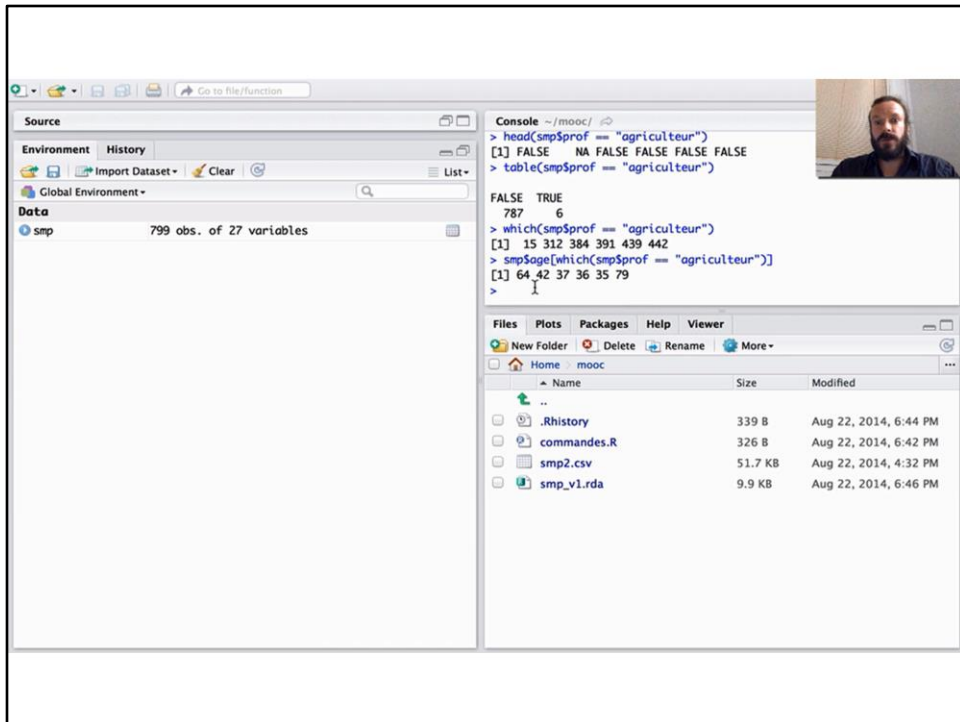 Go to file/function
Source
Environment History
Import Dataset Clear List
Global Environment
Data
smp 799 obs. of 27 variables
Console ~/mooc/
> head(smp$prof == "agriculteur")
[1] FALSE    NA FALSE FALSE FALSE FALSE
> table(smp$prof == "agriculteur")
FALSE  TRUE
787     6
> which(smp$prof == "agriculteur")
[1]  15 312 384 391 439 442
> smp$age[which(smp$prof == "agriculteur")]
[1] 64 42 37 36 35 79
>
Files Plots Packages Help Viewer
New Folder Delete Rename More
Home mooc ...
Name Size Modified
..
.Rhistory 339 B Aug 22, 2014, 6:44 PM
commandes.R 326 B Aug 22, 2014, 6:42 PM
smp2.csv 51.7 KB Aug 22, 2014, 4:32 PM
smp_v1.rda 9.9 KB Aug 22, 2014, 6:46 PM